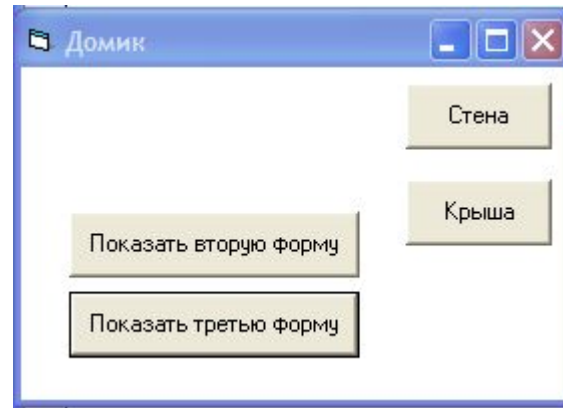 Домик
Стена
Крыша
Показать вторую форму
Показать третью форму